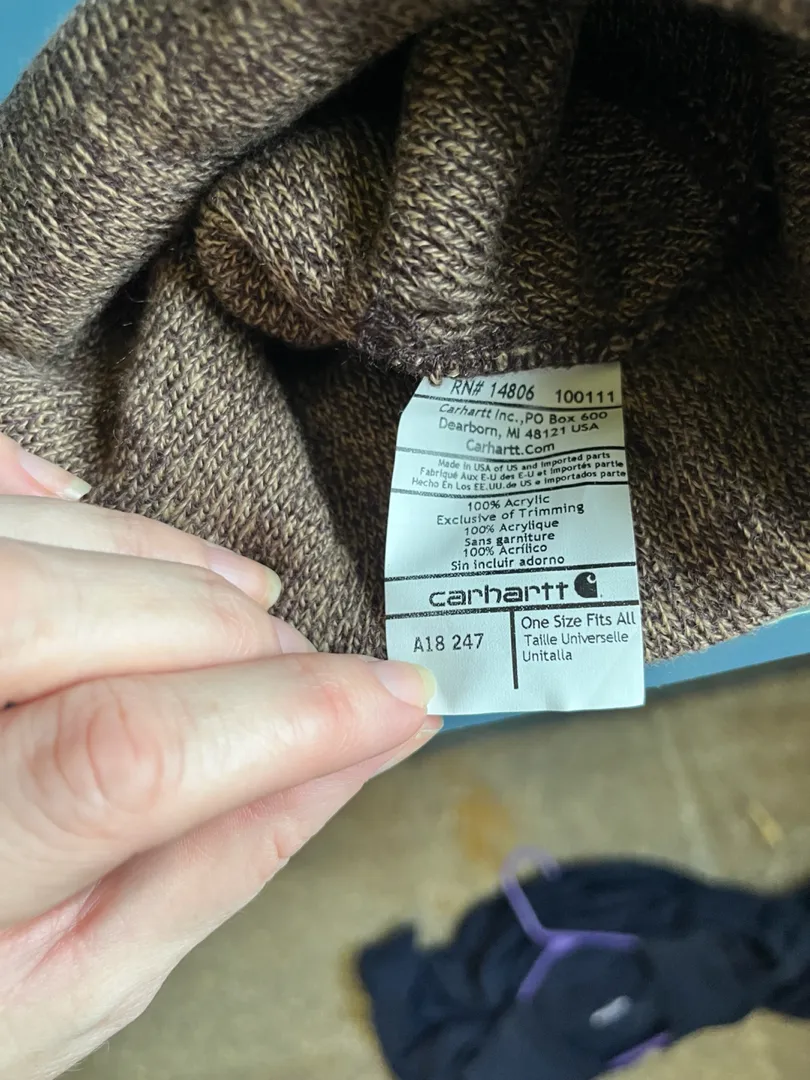 RN# 14806 100111
Carhartt Inc.,PO Box 600
Dearborn, MI 48121 USA
Carhartt.Com
Made in USA of US and Imported parts
Fabriqué Aux E-U des E-U et Importés partie
Hecho En Los EE.UU. de US e Importados parte
100% Acrylic
Exclusive of Trimming
100% Acrylique
Sans garniture
100% Acrílico
Sin incluir adorno
carhartt
A18 247
One Size Fits All
Taille Universelle
Unitalla